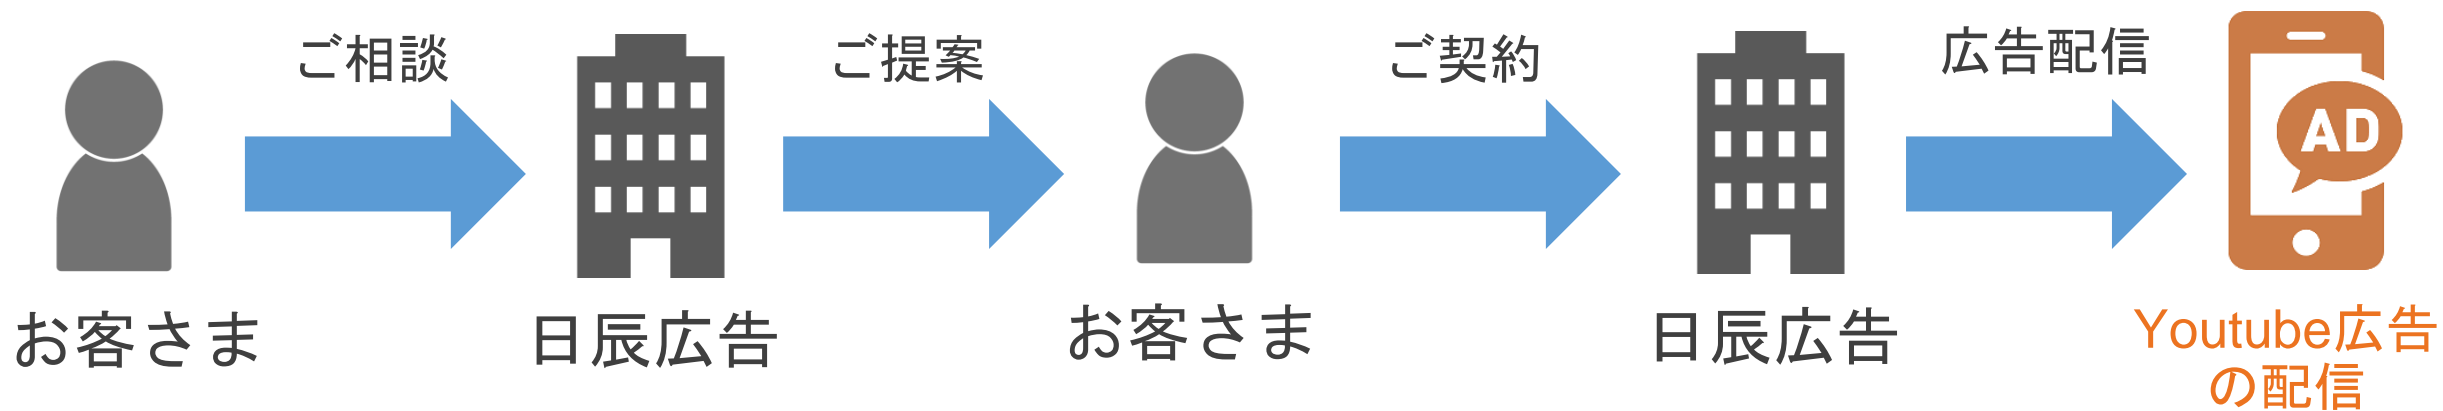 ご相談
ご提案
ご契約
広告配信
AD
お客さま
日辰広告
お客さま
日辰広告
Youtube広告
の配信